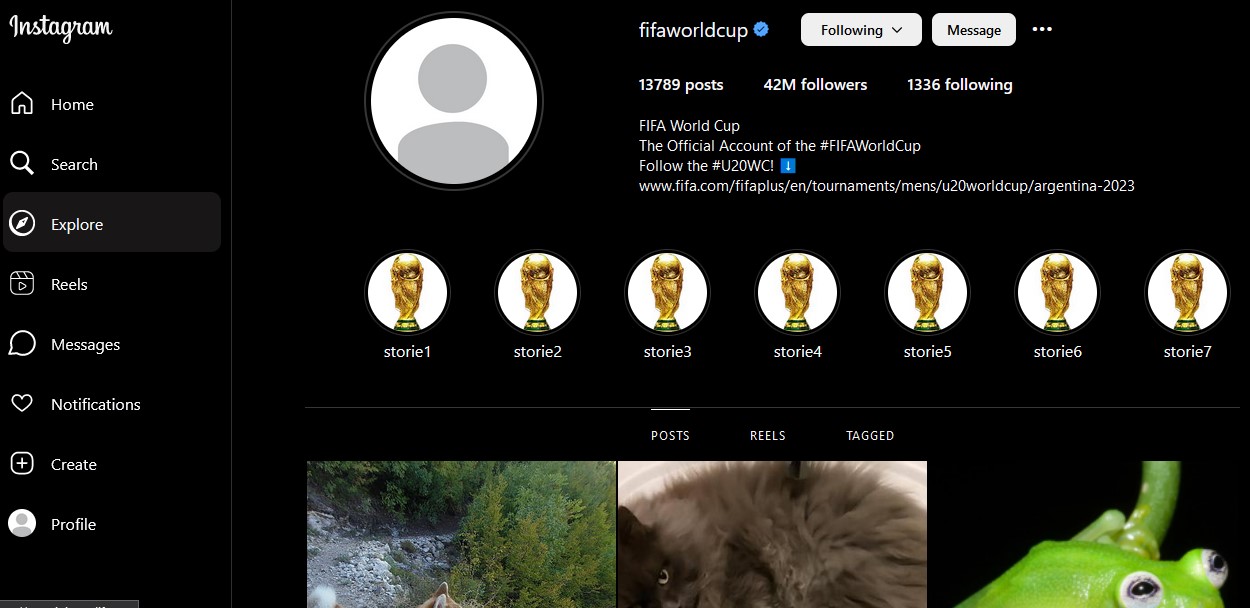 Instagram
Home
Search
Explore
Reels
Messages
Notifications
Create
Profile
fifaworldcup
Following
Message
13789 posts 42M followers 1336 following
FIFA World Cup
The Official Account of the #FIFAWorldCup
Follow the #U20WC! ⬇️
www.fifa.com/fifaplus/en/tournaments/mens/u20worldcup/argentina-2023
storie1 storie2 storie3 storie4 storie5 storie6 storie7
POSTS REELS TAGGED